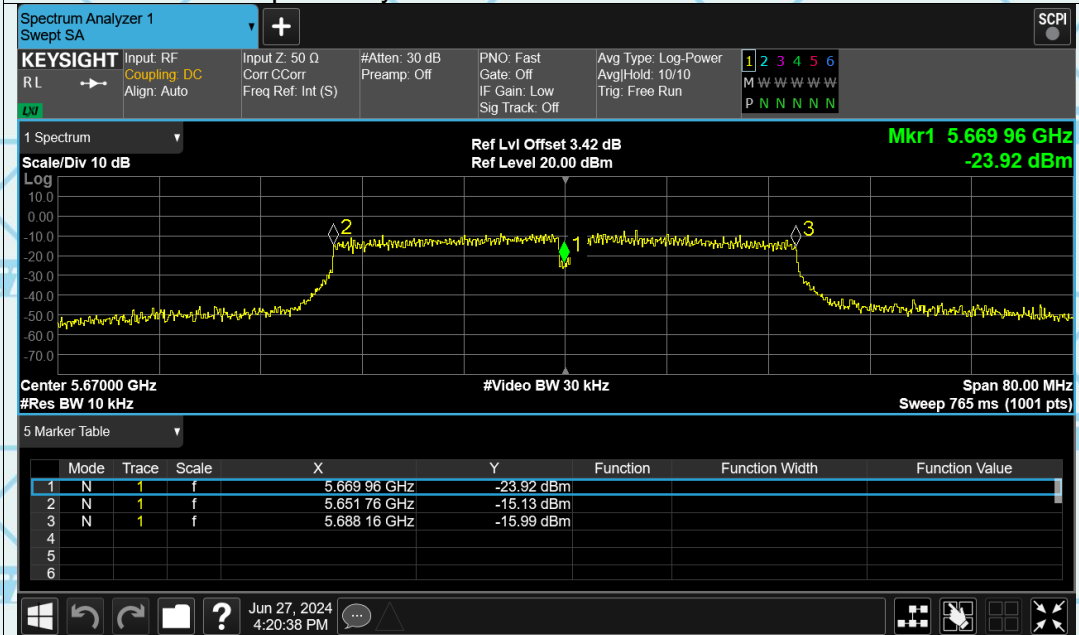 Spectrum Analyzer 1
Swept SA
+
SCPI
KEYSIGHT
R L
LXI
Input: RF
Coupling: DC
Align: Auto
Input Z: 50 Ω
Corr CCorr
Freq Ref: Int (S)
#Atten: 30 dB
Preamp: Off
PNO: Fast
Gate: Off
IF Gain: Low
Sig Track: Off
Avg Type: Log-Power
Avg|Hold: 10/10
Trig: Free Run
1 2 3 4 5 6
M W W W W W
P N N N N N
1 Spectrum
Scale/Div 10 dB
Ref Lvl Offset 3.42 dB
Ref Level 20.00 dBm
Mkr1 5.669 96 GHz
-23.92 dBm
Log
10.0
0.00
-10.0
-20.0
-30.0
-40.0
-50.0
-60.0
-70.0
2
1
3
Center 5.67000 GHz
#Video BW 30 kHz
Span 80.00 MHz
#Res BW 10 kHz
Sweep 765 ms (1001 pts)
5 Marker Table
Mode Trace Scale X Y Function Function Width Function Value
1 N 1 f 5.669 96 GHz -23.92 dBm
2 N 1 f 5.651 76 GHz -15.13 dBm
3 N 1 f 5.688 16 GHz -15.99 dBm
4
5
6
?
Jun 27, 2024
4:20:38 PM